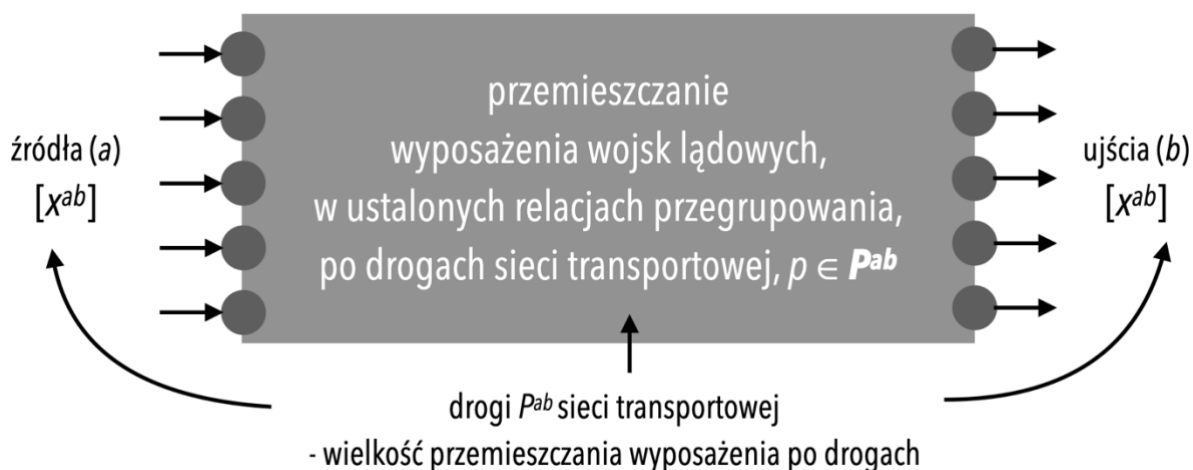 przemieszczanie
wyposażenia wojsk lądowych,
w ustalonych relacjach przegrupowania,
po drogach sieci transportowej, p ∈ Pᵃᵇ
źródła (a)
[xᵃᵇ]
ujścia (b)
[xᵃᵇ]
drogi Pᵃᵇ sieci transportowej
- wielkość przemieszczania wyposażenia po drogach